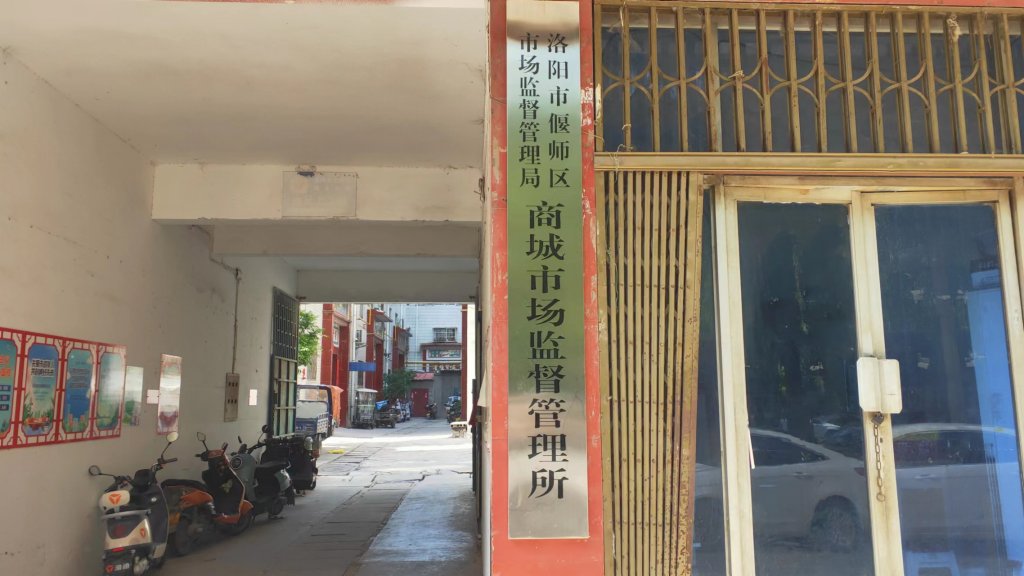 洛阳市偃师区
市场监督管理局
商城市场监督管理所